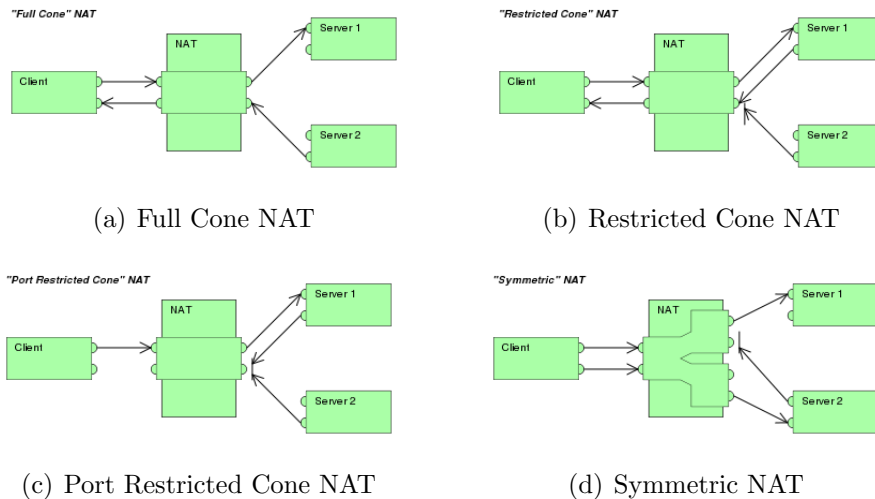 "Full Cone" NAT
NAT
Server 1
Client
Server 2
(a) Full Cone NAT
"Restricted Cone" NAT
NAT
Server 1
Client
Server 2
(b) Restricted Cone NAT
"Port Restricted Cone" NAT
NAT
Server 1
Client
Server 2
(c) Port Restricted Cone NAT
"Symmetric" NAT
NAT
Server 1
Client
Server 2
(d) Symmetric NAT